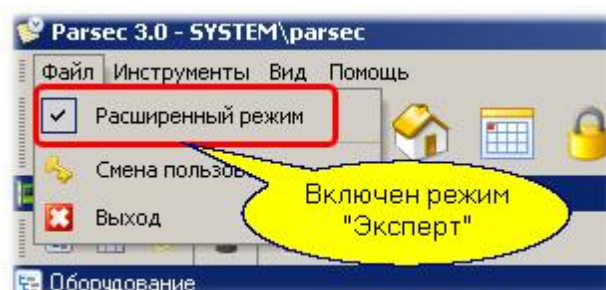 Parsec 3.0 - SYSTEM\parsec
Файл Инструменты Вид Помощь
Расширенный режим
Смена пользов
Включен режим
"Эксперт"
Выход
Оборудование